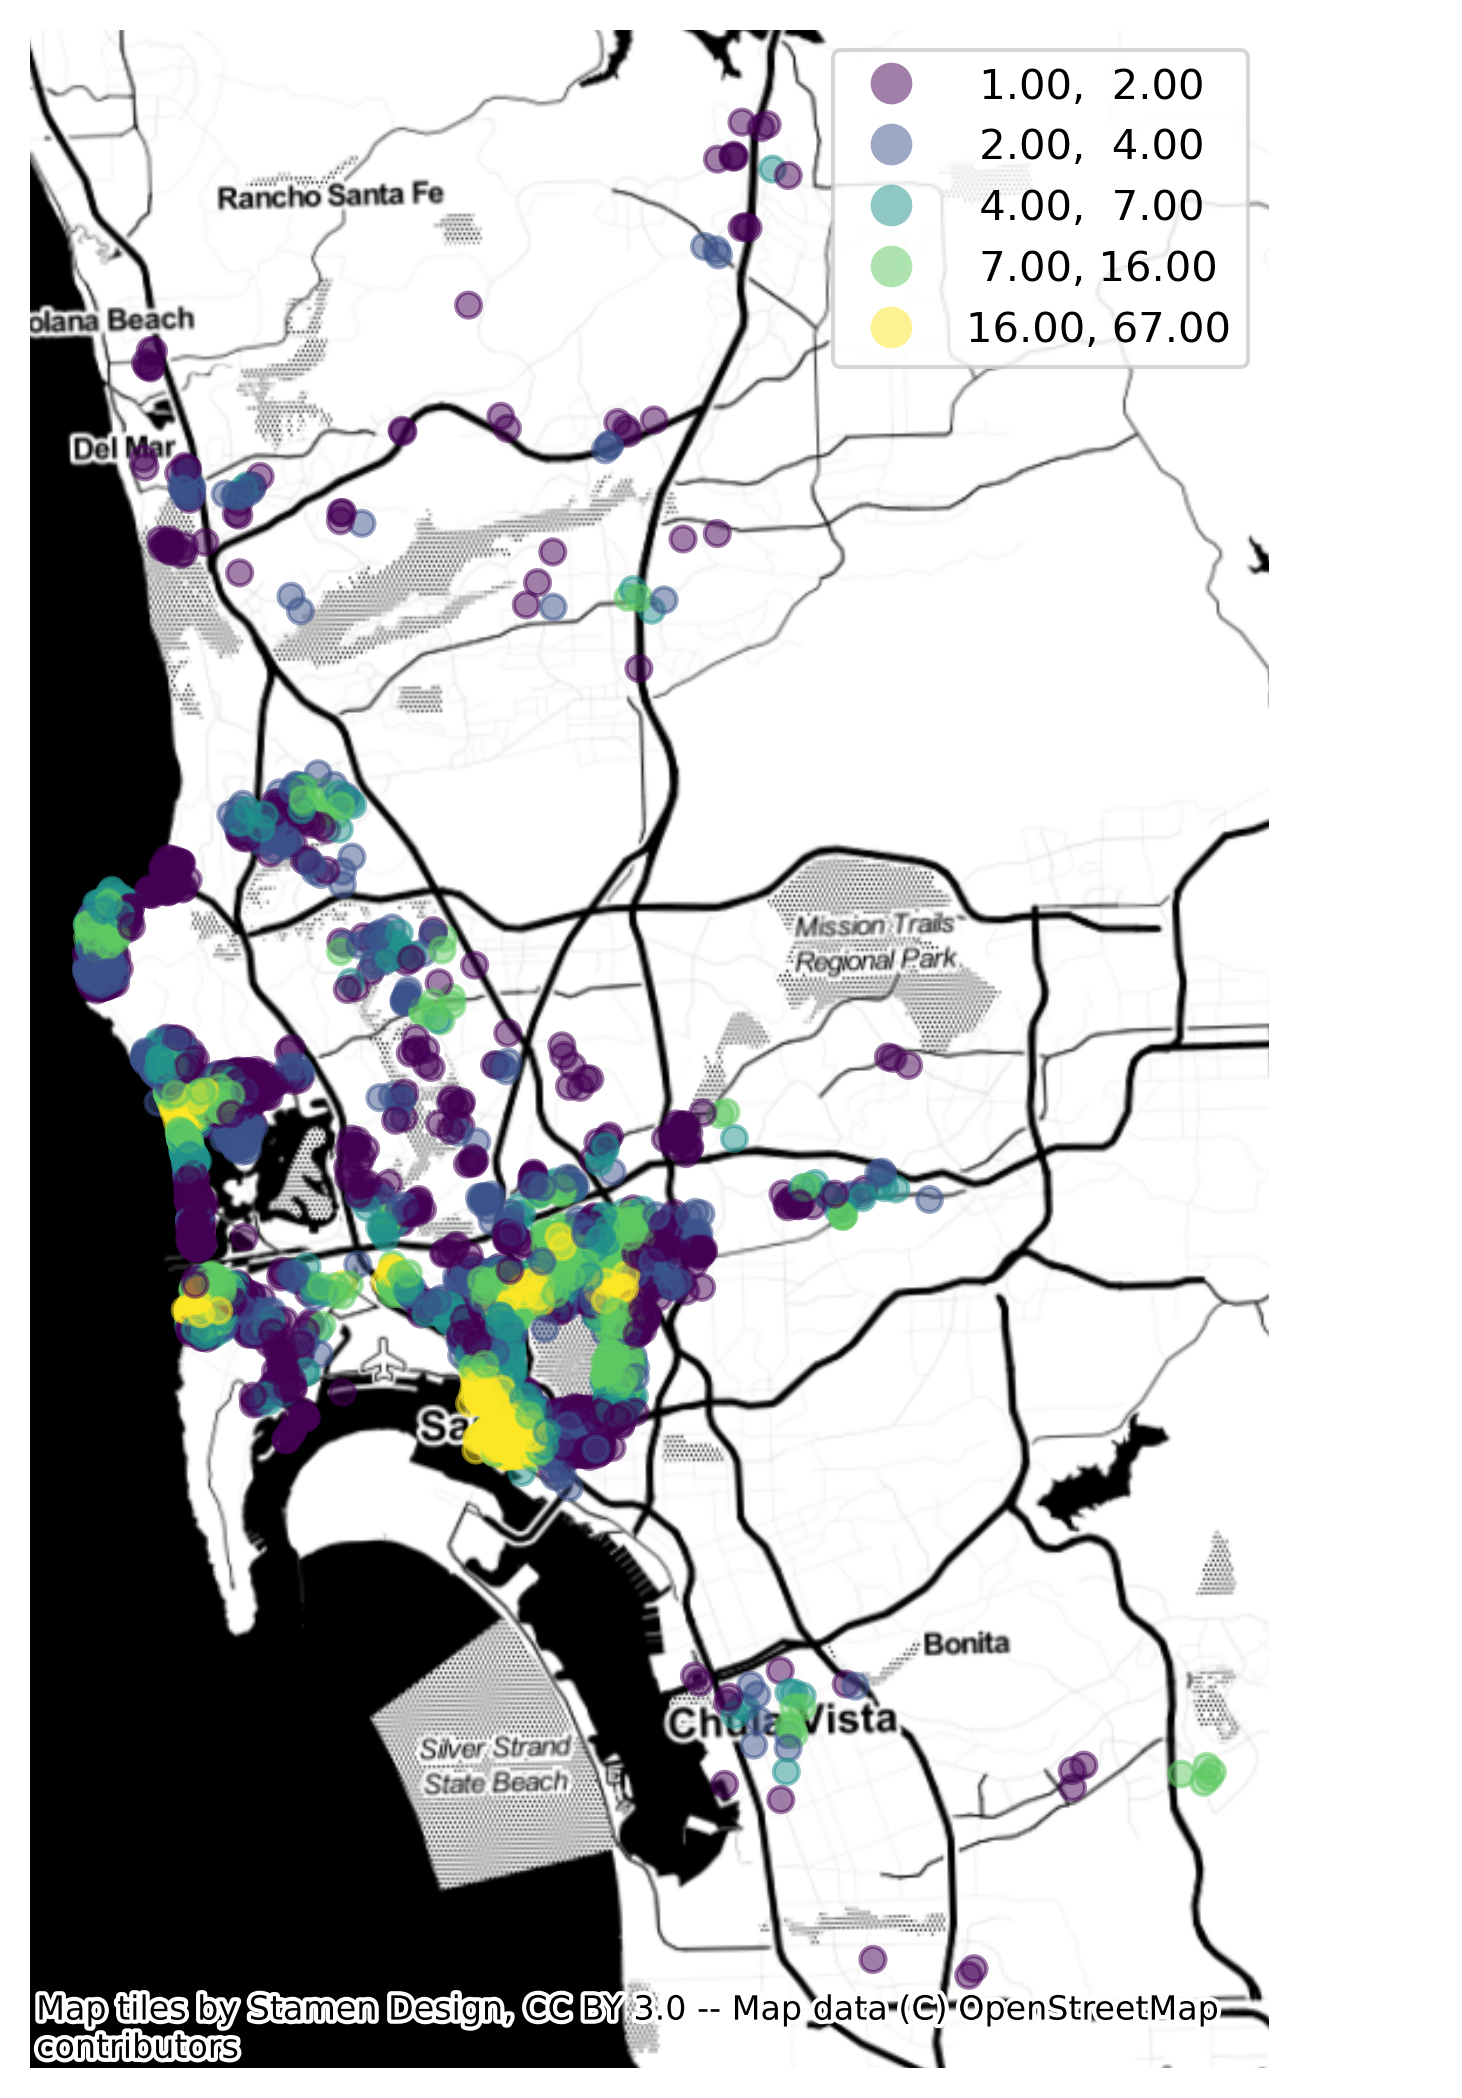 1.00, 2.00
2.00, 4.00
4.00, 7.00
7.00, 16.00
16.00, 67.00
Rancho Santa Fe
olana Beach
Del Mar
Mission Trails
Regional Park
Sa
Bonita
Chula Vista
Silver Strand
State Beach
Map tiles by Stamen Design, CC BY 3.0 -- Map data (C) OpenStreetMap
contributors